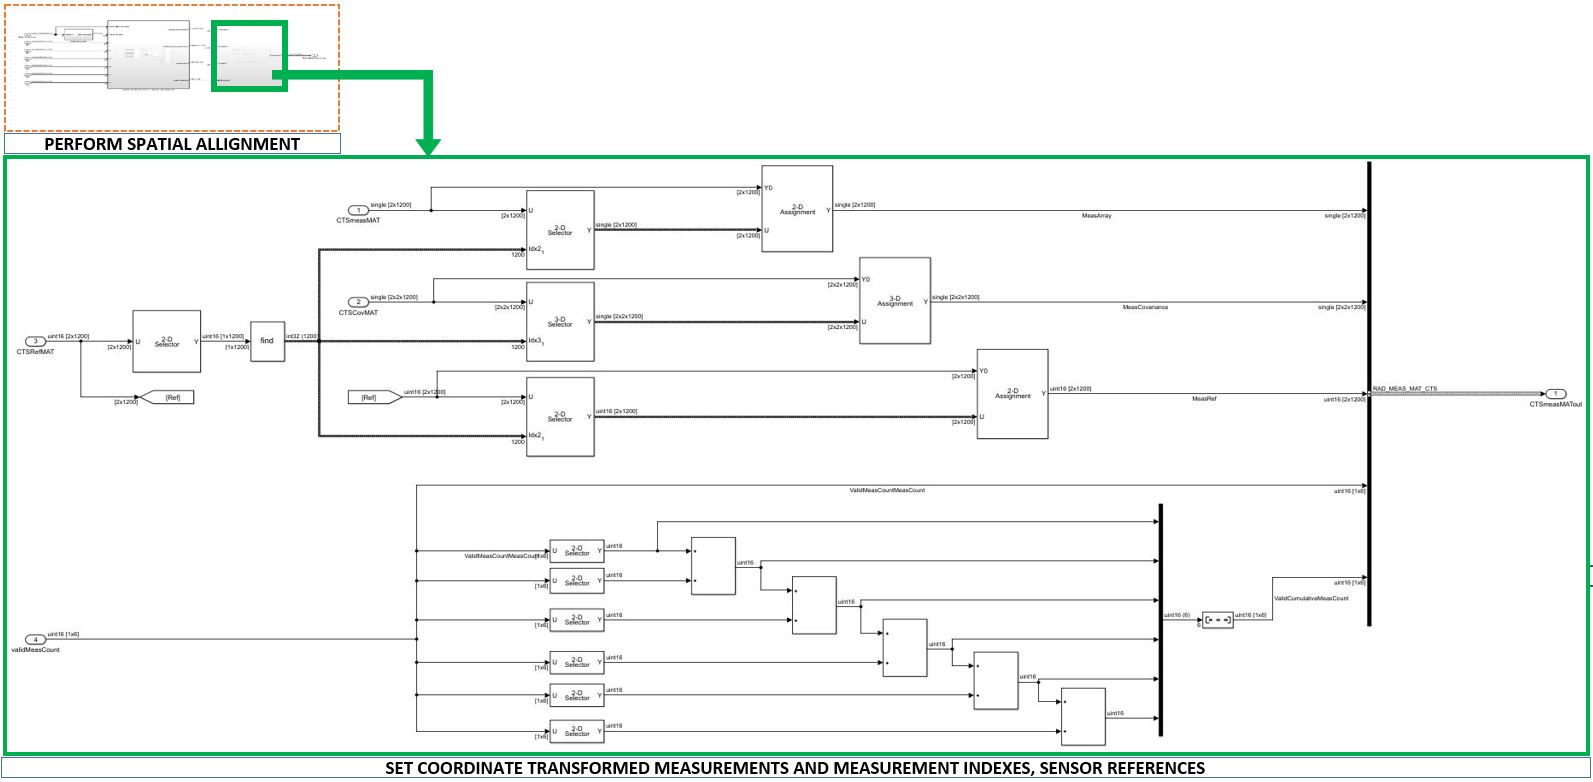 PERFORM SPATIAL ALLIGNMENT
1
single [2x1200]
CTSmeasMAT
U
[2x1200]
Idx2
1
1200
2-D
Selector
Y
single [2x1200]
Y0
[2x1200]
U
[2x1200]
2-D
Assignment
Y
single [2x1200]
MeasArray
single [2x1200]
2
single [2x2x1200]
CTSCovMAT
U
[2x2x1200]
Idx3
1
1200
3-D
Selector
Y
single [2x2x1200]
Y0
[2x2x1200]
U
[2x2x1200]
3-D
Assignment
Y
single [2x2x1200]
MeasCovariance
single [2x2x1200]
3
uint16 [2x1200]
CTSRefMAT
U
[2x1200]
2-D
Selector
Y
uint16 [1x1200]
[1x1200]
find
int32 (1200)
[2x1200]
[Ref]
[Ref]
uint16 [2x1200]
U
[2x1200]
Idx2
1
1200
2-D
Selector
Y
uint16 [2x1200]
Y0
[2x1200]
U
[2x1200]
2-D
Assignment
Y
uint16 [2x1200]
MeasRef
uint16 [2x1200]
RAD_MEAS_MAT_CTS
1
CTSmeasMATout
ValidMeasCountMeasCount
uint16 [1x6]
4
uint16 [1x6]
validMeasCount
ValidMeasCountMeasCount
[1x6]
U
2-D
Selector
Y
uint16
+
+
uint16
U
[1x6]
2-D
Selector
Y
uint16
+
+
uint16
U
[1x6]
2-D
Selector
Y
uint16
+
+
uint16
U
[1x6]
2-D
Selector
Y
uint16
+
+
uint16
U
[1x6]
2-D
Selector
Y
uint16
+
+
uint16
U
[1x6]
2-D
Selector
Y
uint16
uint16 (6)
6
uint16 [1x6]
ValidCumulativeMeasCount
uint16 [1x6]
SET COORDINATE TRANSFORMED MEASUREMENTS AND MEASUREMENT INDEXES, SENSOR REFERENCES